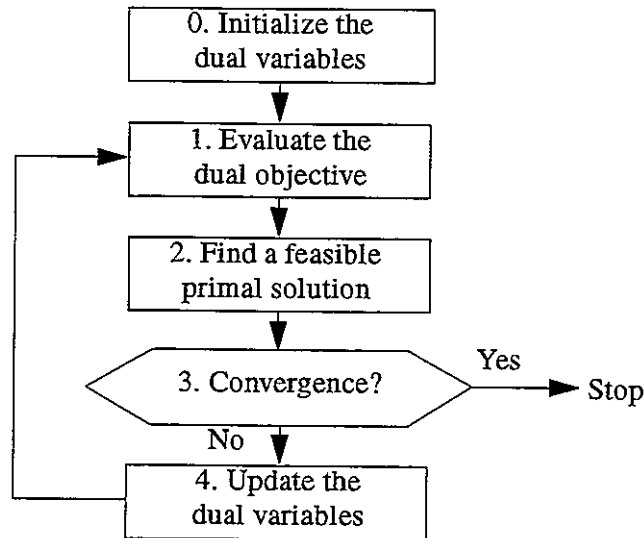 0. Initialize the
dual variables
1. Evaluate the
dual objective
2. Find a feasible
primal solution
3. Convergence?
Yes
Stop
No
4. Update the
dual variables